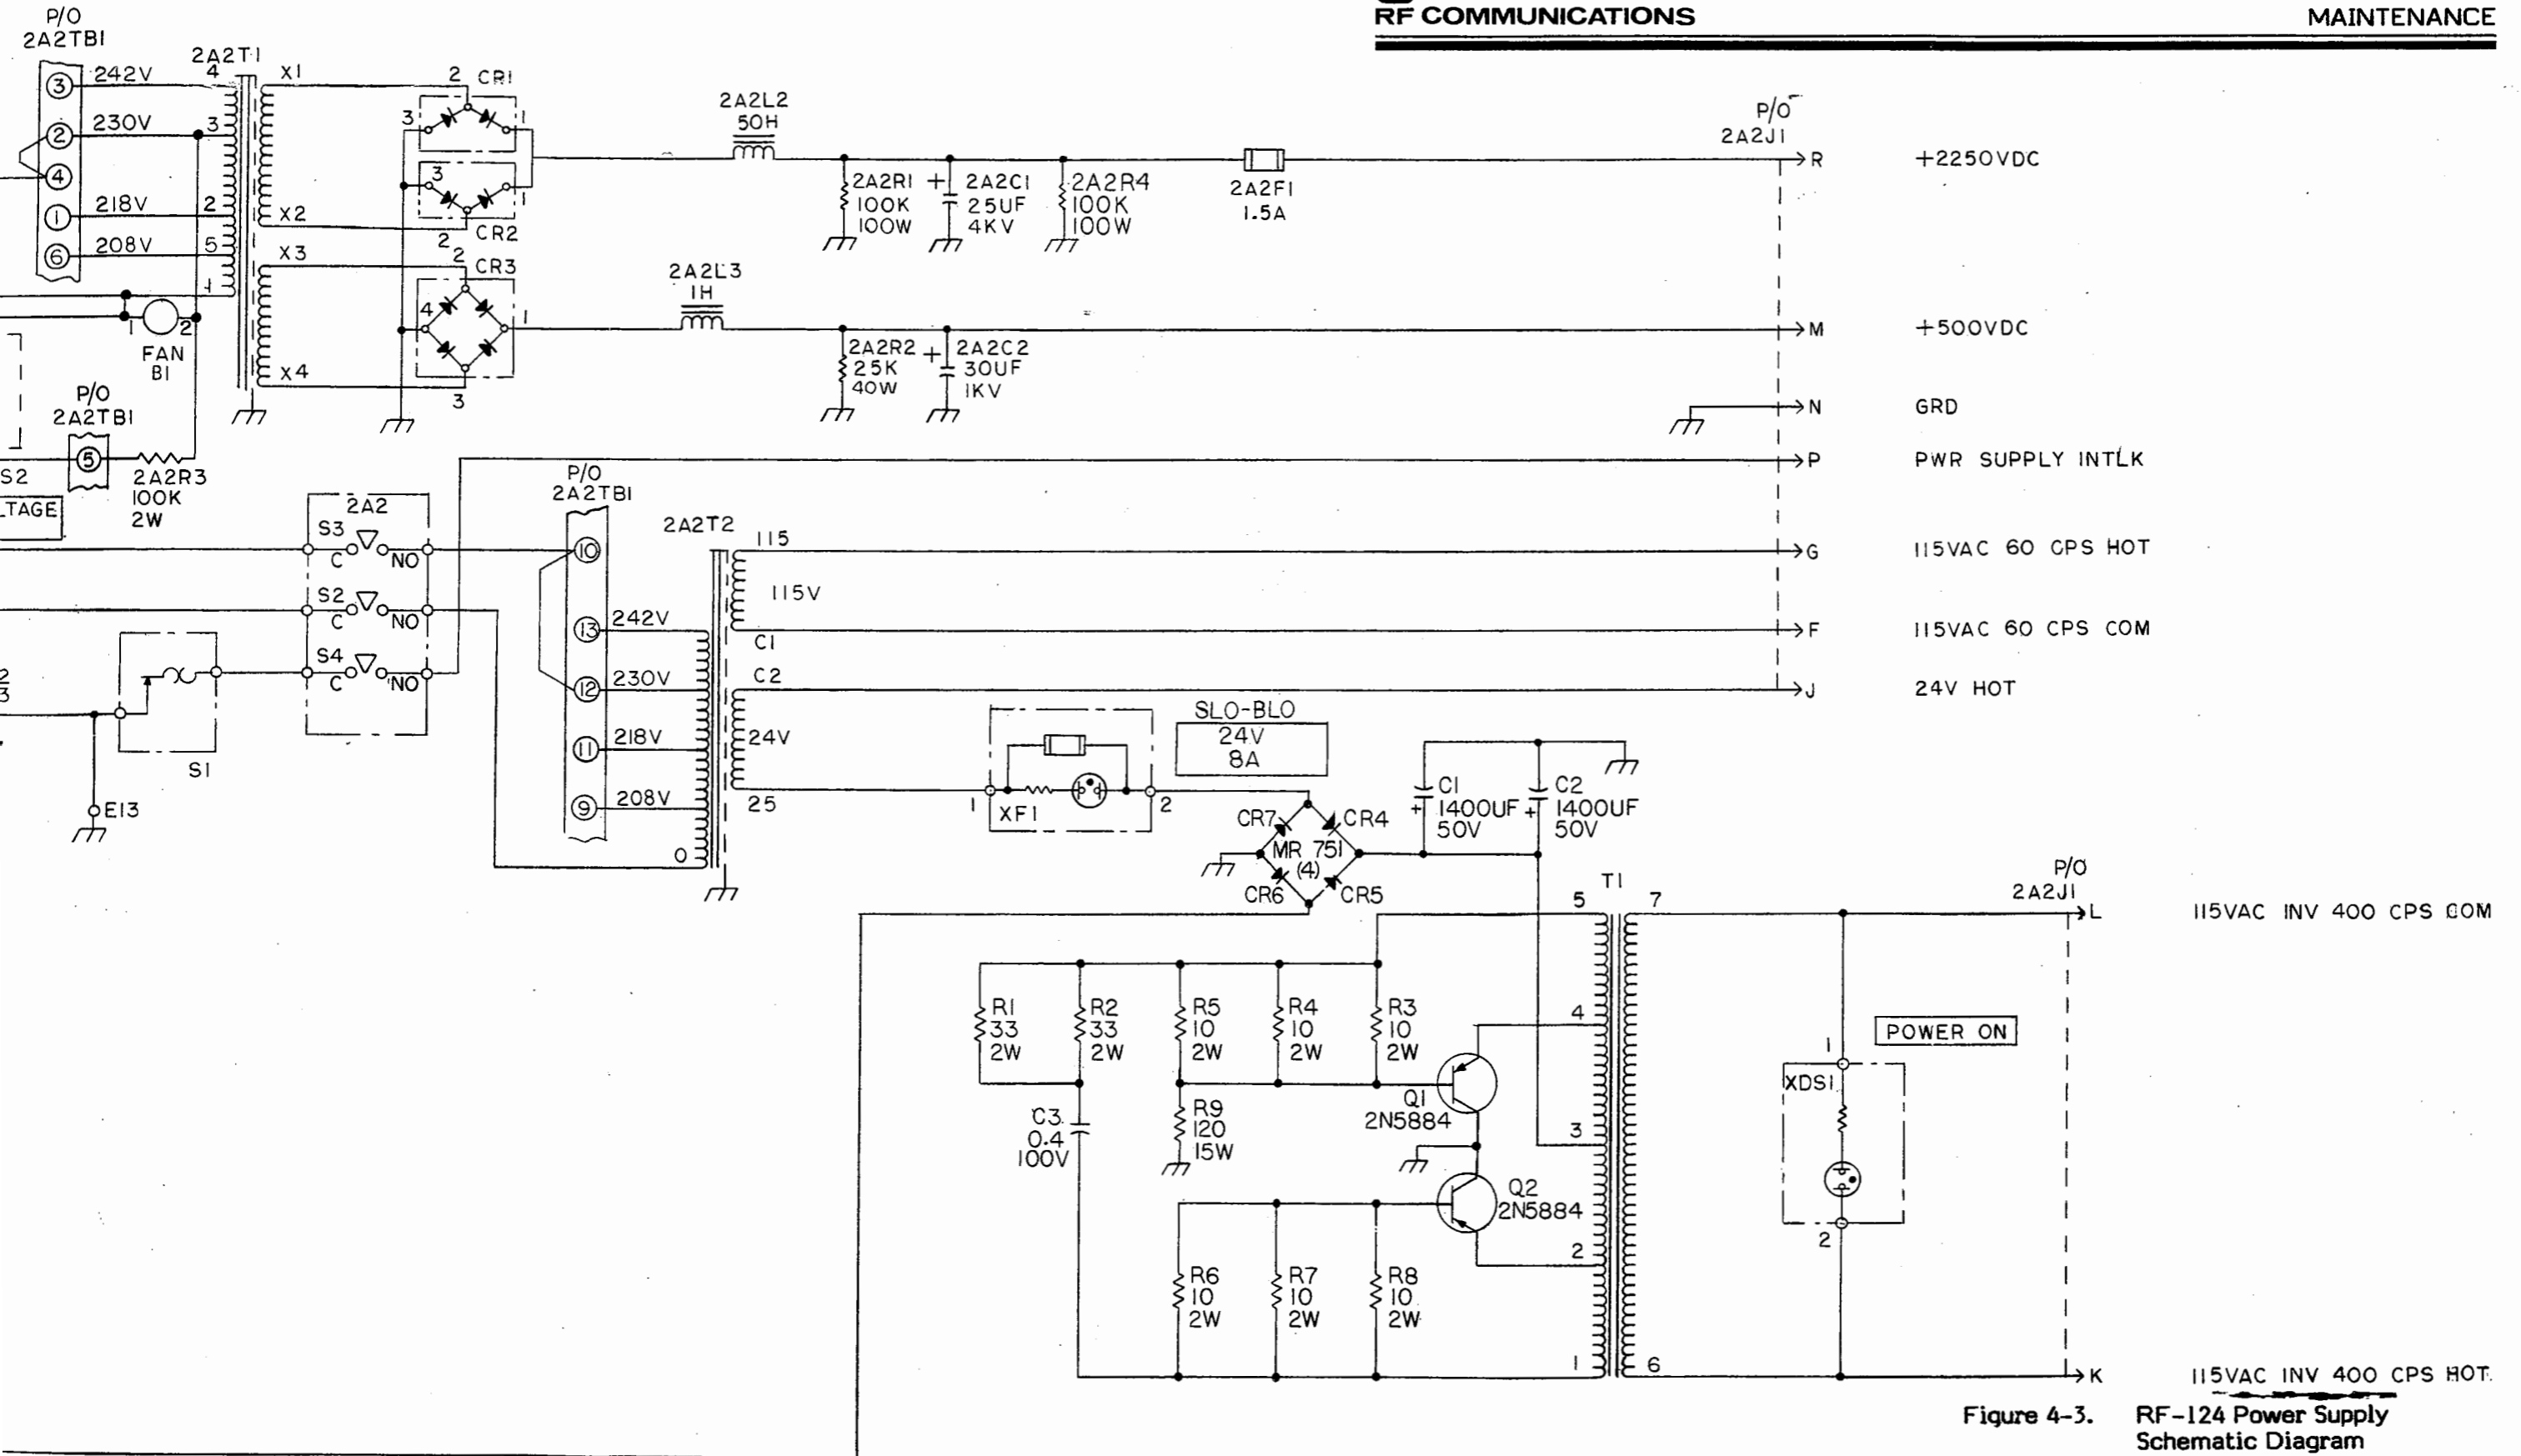 RF COMMUNICATIONS
MAINTENANCE
P/O
2A2TB1
3
242V
2
230V
4
1
218V
6
208V
2A2T1
4
3
2
5
1
X1
X2
X3
X4
2
CR1
3
1
3
1
2
CR2
2
CR3
4
1
3
1
2
FAN
B1
P/O
2A2TB1
5
S2
LTAGE
2A2R3
100K
2W
2A2L2
50H
2A2R1
100K
100W
+
2A2C1
25UF
4KV
2A2R4
100K
100W
2A2F1
1.5A
P/O
2A2J1
R
+2250VDC
2A2L3
1H
2A2R2
25K
40W
+
2A2C2
30UF
1KV
M
+500VDC
N
GRD
P
PWR SUPPLY INTLK
2A2
S3
C
NO
S2
C
NO
S4
C
NO
P/O
2A2TB1
10
13
242V
12
230V
11
218V
9
208V
0
2A2T2
115
115V
C1
C2
24V
25
G
115VAC 60 CPS HOT
F
115VAC 60 CPS COM
J
24V HOT
2
3
S1
E13
1
XF1
2
SLO-BLO
24V
8A
CR7
CR4
MR 751
(4)
CR6
CR5
C1
+
1400UF
50V
C2
+
1400UF
50V
T1
5
7
4
3
2
1
6
P/O
2A2J1
L
115VAC INV 400 CPS COM
R1
33
2W
R2
33
2W
R5
10
2W
R4
10
2W
R3
10
2W
C3
0.4
100V
R9
120
15W
Q1
2N5884
Q2
2N5884
R6
10
2W
R7
10
2W
R8
10
2W
POWER ON
1
XDS1
2
K
115VAC INV 400 CPS HOT
Figure 4-3. RF-124 Power Supply
Schematic Diagram